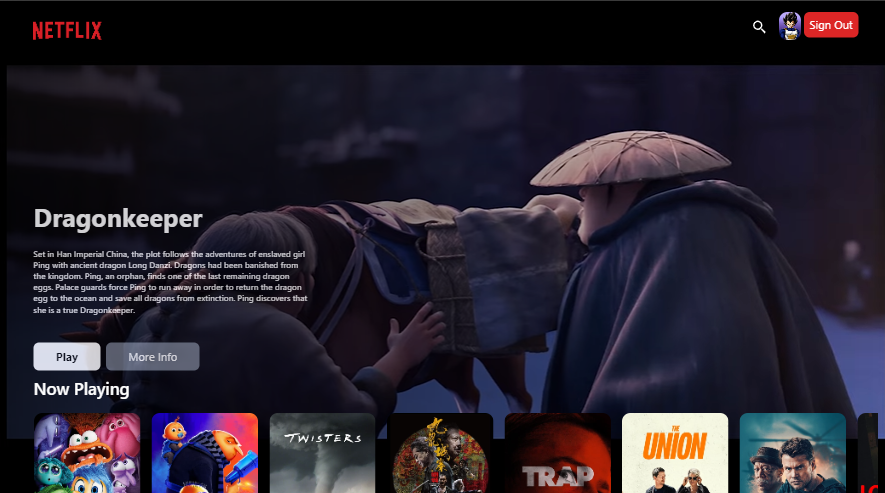 NETFLIX
Sign Out
Dragonkeeper
Set in Han Imperial China, the plot follows the adventures of enslaved girl
Ping with ancient dragon Long Danzi. Dragons had been banished from
the kingdom. Ping, an orphan, finds one of the last remaining dragon
eggs. Palace guards force Ping to run away in order to return the dragon
egg to the ocean and save all dragons from extinction. Ping discovers that
she is a true Dragonkeeper.
Play
More Info
Now Playing
TWISTERS
TRAP
THE
UNION